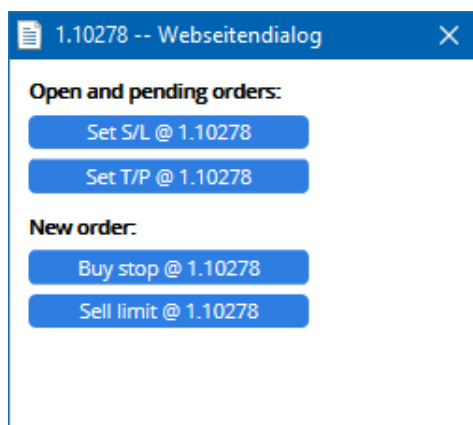 1.10278 -- Webseitendialog
Open and pending orders:
Set S/L @ 1.10278
Set T/P @ 1.10278
New order:
Buy stop @ 1.10278
Sell limit @ 1.10278